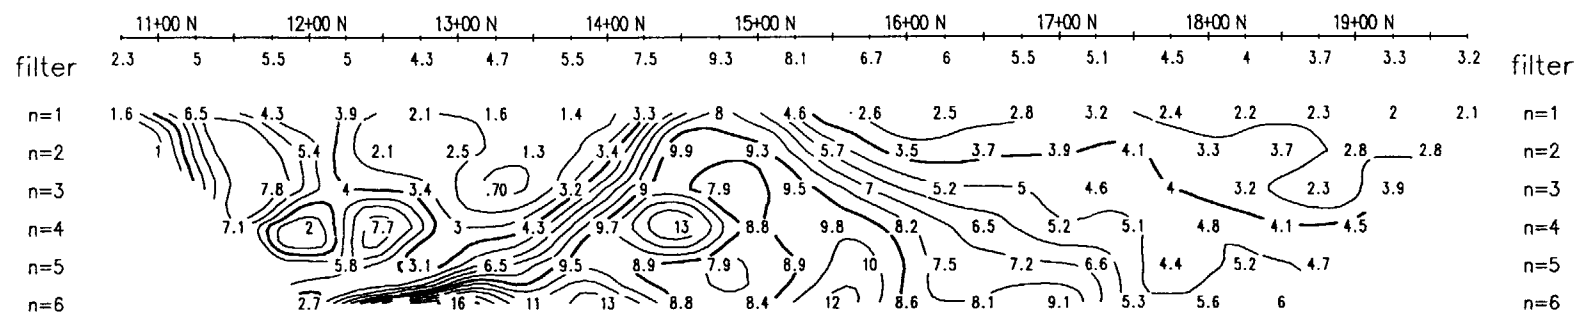 11+00 N 12+00 N 13+00 N 14+00 N 15+00 N 16+00 N 17+00 N 18+00 N 19+00 N
filter 2.3 5 5.5 5 4.3 4.7 5.5 7.5 9.3 8.1 6.7 6 5.5 5.1 4.5 4 3.7 3.3 3.2 filter
n=1 1.6 6.5 4.3 3.9 2.1 1.6 1.4 3.3 8 4.6 2.6 2.5 2.8 3.2 2.4 2.2 2.3 2 2.1 n=1
n=2 1 5.4 2.1 2.5 1.3 3.4 9.9 9.3 5.7 3.5 3.7 3.9 4.1 3.3 3.7 2.8 2.8 n=2
n=3 7.8 4 3.4 .70 3.2 9 7.9 9.5 7 5.2 5 4.6 4 3.2 2.3 3.9 n=3
n=4 7.1 2 7.7 3 4.3 9.7 13 8.8 9.8 8.2 6.5 5.2 5.1 4.8 4.1 4.5 n=4
n=5 5.8 3.1 6.5 9.5 8.9 7.9 8.9 10 7.5 7.2 6.6 4.4 5.2 4.7 n=5
n=6 2.7 16 11 13 8.8 8.4 12 8.6 8.1 9.1 5.3 5.6 6 n=6